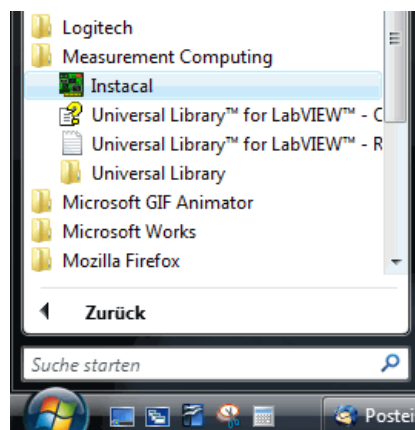 Logitech
Measurement Computing
Instacal
Universal Library™ for LabVIEW™ - C
Universal Library™ for LabVIEW™ - R
Universal Library
Microsoft GIF Animator
Microsoft Works
Mozilla Firefox
Zurück
Suche starten
Postei